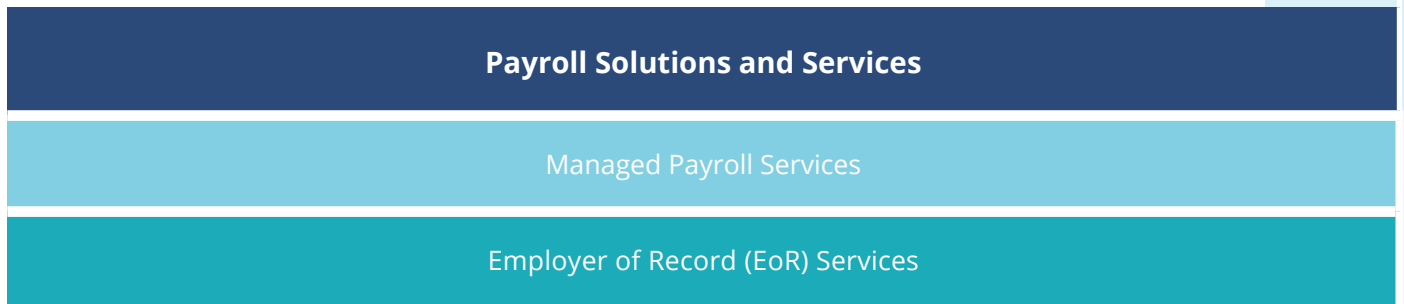 Payroll Solutions and Services
Managed Payroll Services
Employer of Record (EoR) Services